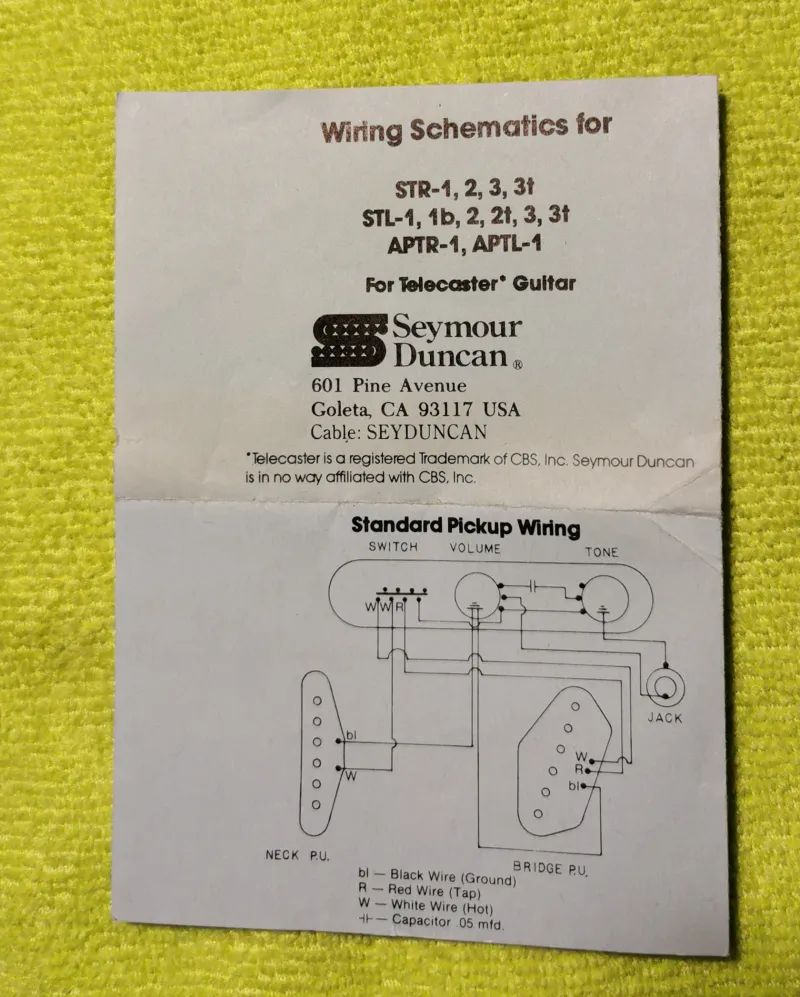 Wiring Schematics for
STR-1, 2, 3, 3t
STL-1, 1b, 2, 2t, 3, 3t
APTR-1, APTL-1
For Telecaster* Guitar
Seymour
Duncan®
601 Pine Avenue
Goleta, CA 93117 USA
Cable: SEYDUNCAN
*Telecaster is a registered Trademark of CBS, Inc. Seymour Duncan
is in no way affiliated with CBS, Inc.
Standard Pickup Wiring
SWITCH VOLUME TONE
W W R
JACK
bl
W
W
R
bl
NECK P.U.
BRIDGE P.U.
bl — Black Wire (Ground)
R — Red Wire (Tap)
W — White Wire (Hot)
⊣⊢ — Capacitor .05 mfd.